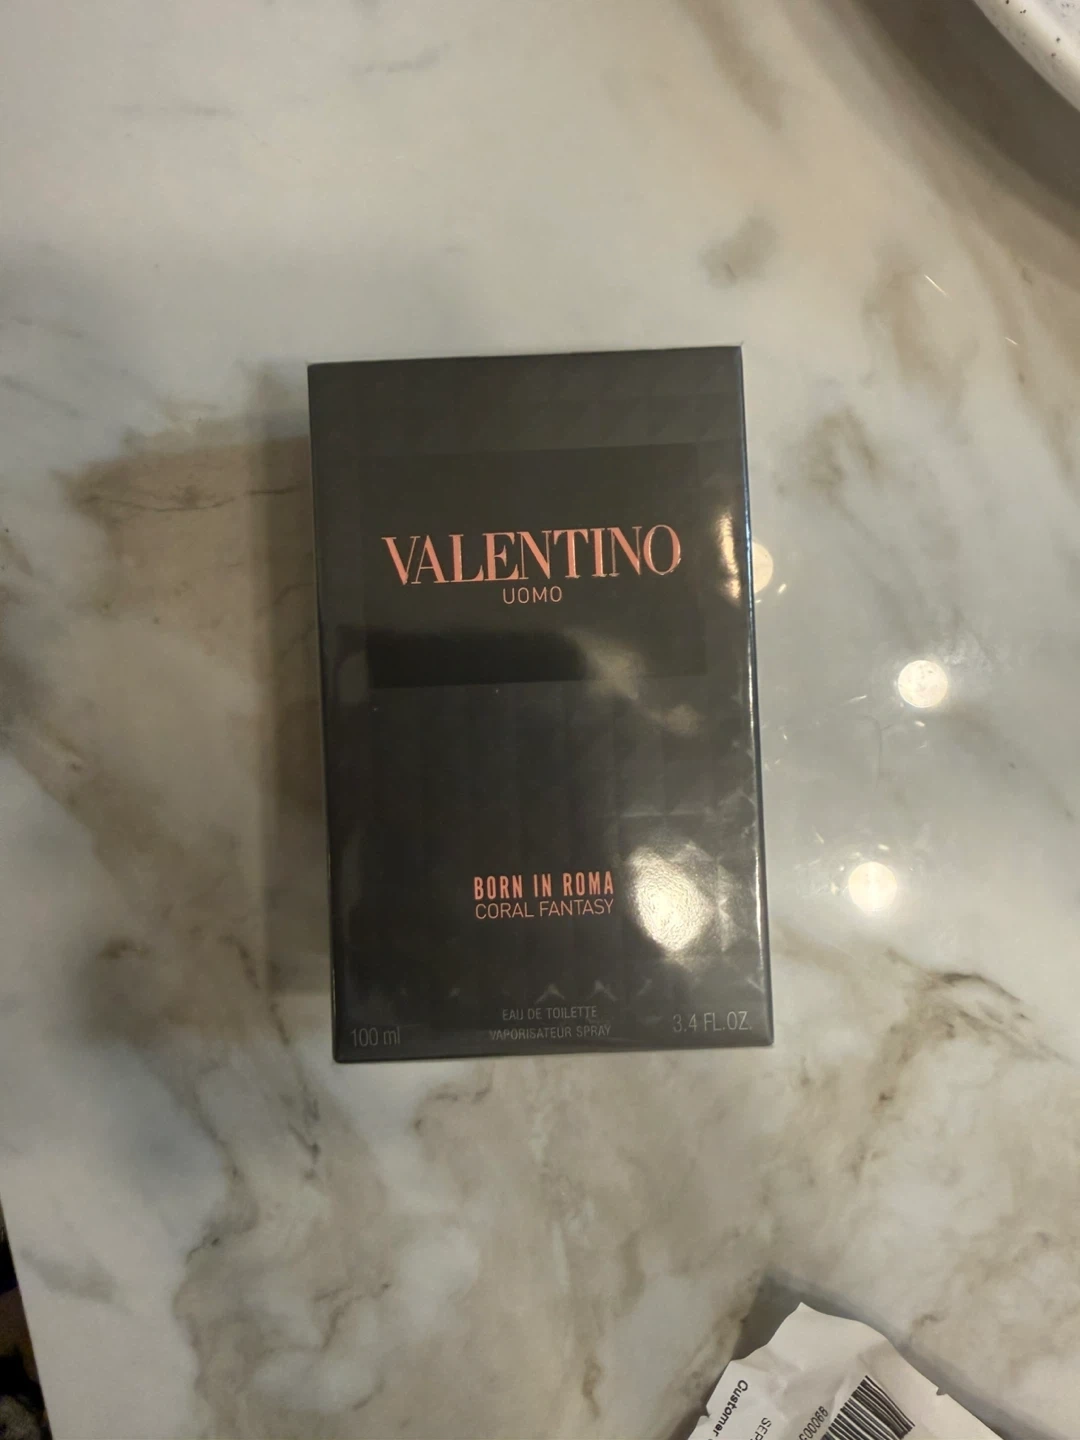 VALENTINO
UOMO
BORN IN ROMA
CORAL FANTASY
EAU DE TOILETTE
VAPORISATEUR SPRAY
100 ml
3.4 FL.OZ.
Customer